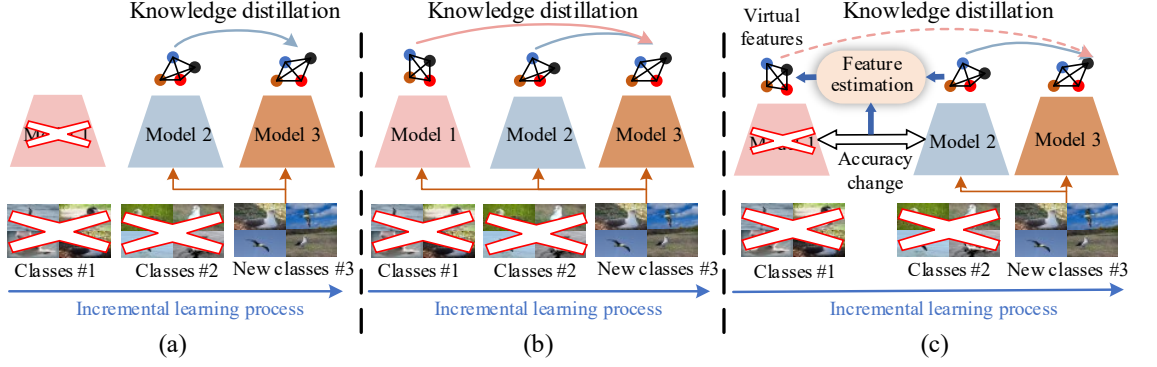 Knowledge distillation
Model 2
Model 3
Classes #1
Classes #2
New classes #3
Incremental learning process
(a)
Knowledge distillation
Model 1
Model 2
Model 3
Classes #1
Classes #2
New classes #3
Incremental learning process
(b)
Knowledge distillation
Virtual
features
Feature
estimation
Model 2
Model 3
Accuracy
change
Classes #1
Classes #2
New classes #3
Incremental learning process
(c)